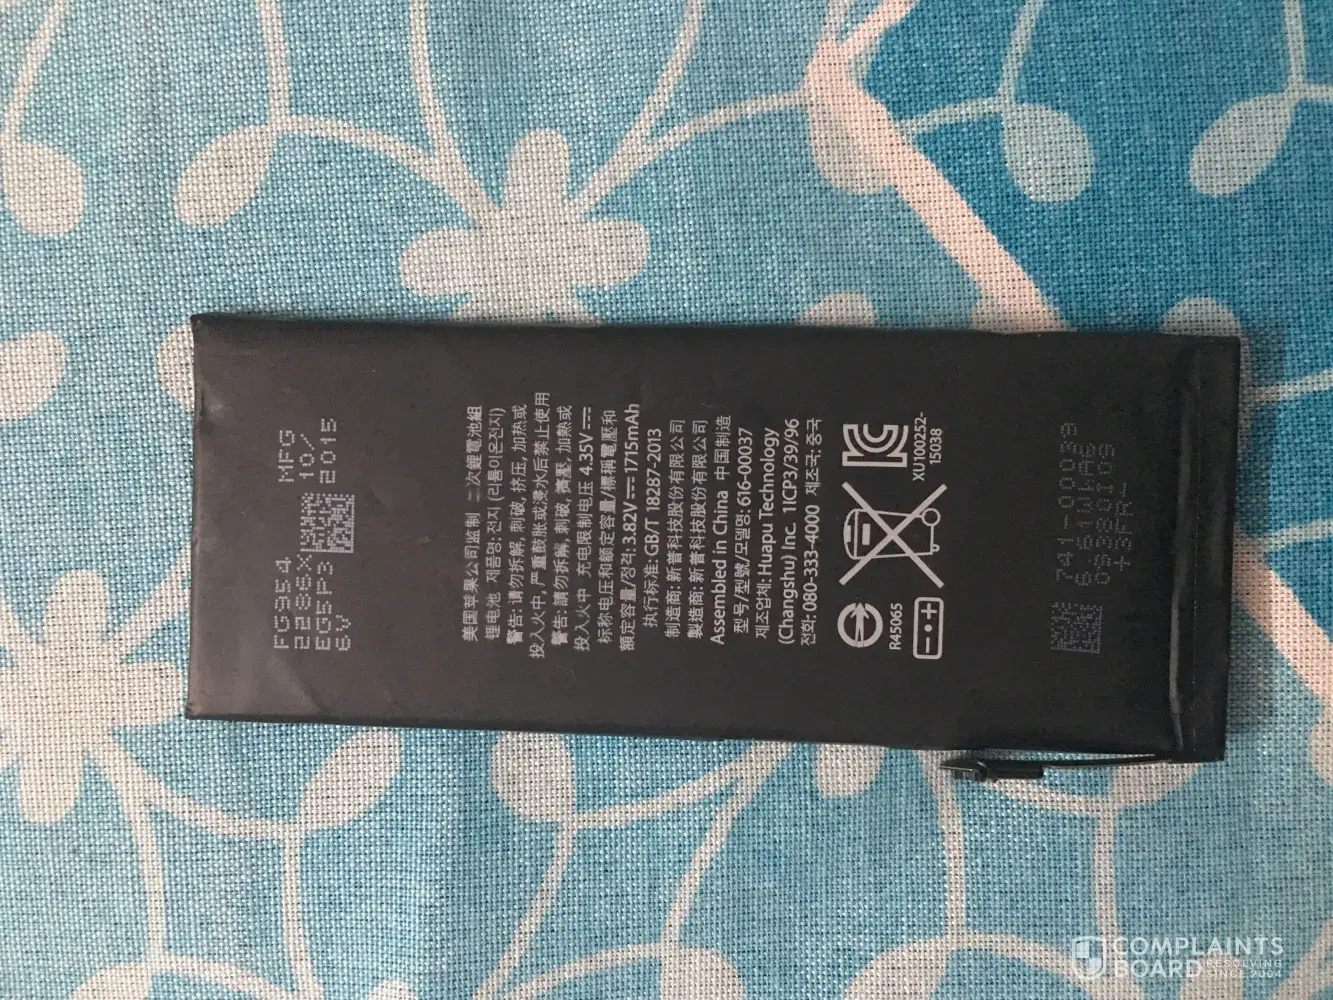 FG954
2286X
EG5P3
6V
MFG
10/
2015
美国苹果公司监制 二次鋰電池組
锂电池 제품명: 전지 (리튬이온전지)
警告: 请勿拆解, 刺破, 挤压, 加热或
投入火中, 严重鼓胀或浸水后禁止使用
警告: 請勿拆解, 刺破, 擠壓, 加熱或
投入火中 充电限制电压 4.35V
标称电压和额定容量/標稱電壓和
額定容量/정격: 3.82V 1715mAh
执行标准: GB/T 18287-2013
制造商: 新普科技股份有限公司
製造商: 新普科技股份有限公司
Assembled in China 中国制造
型号/型號/모델명: 616-00037
제조업체: Huapu Technology
(Changshu) Inc. 1ICP3/39/96
전화: 080-333-4000 제조국: 중국
R45065
XU100252-
15038
741-00039
COMPLAINTS
BOARD RESOLVING
SINCE 2004